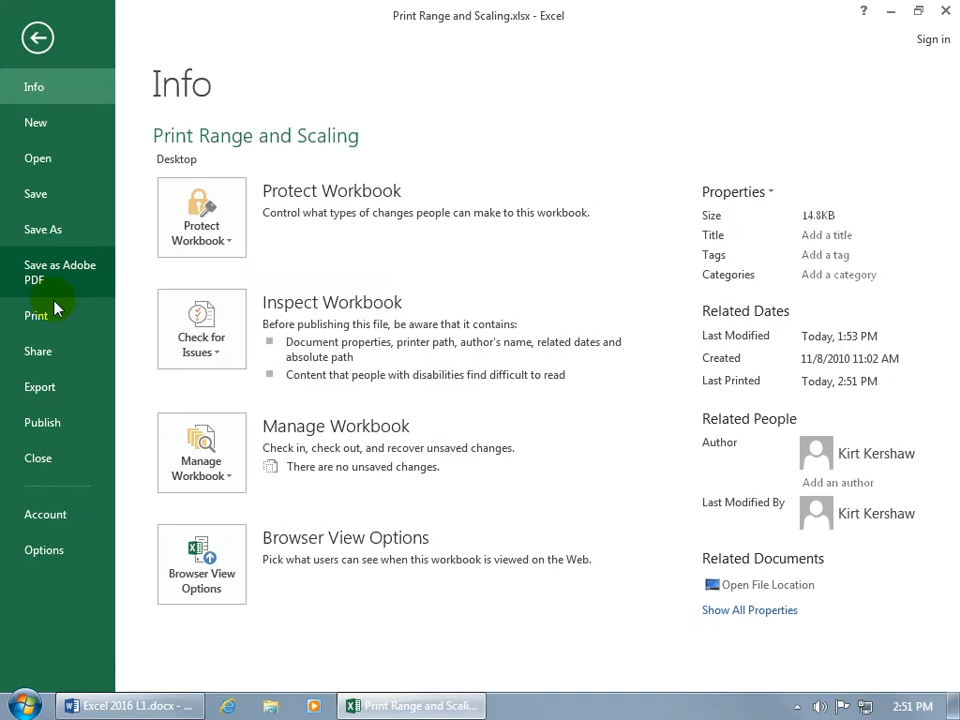 Print Range and Scaling.xlsx - Excel
?
Sign in
Info
New
Open
Save
Save As
Save as Adobe
PDF
Print
Share
Export
Publish
Close
Account
Options
Info
Print Range and Scaling
Desktop
Protect
Workbook
Protect Workbook
Control what types of changes people can make to this workbook.
Check for
Issues
Inspect Workbook
Before publishing this file, be aware that it contains:
Document properties, printer path, author's name, related dates and
absolute path
Content that people with disabilities find difficult to read
Manage
Workbook
Manage Workbook
Check in, check out, and recover unsaved changes.
There are no unsaved changes.
Browser View
Options
Browser View Options
Pick what users can see when this workbook is viewed on the Web.
Properties
Size 14.8KB
Title Add a title
Tags Add a tag
Categories Add a category
Related Dates
Last Modified Today, 1:53 PM
Created 11/8/2010 11:02 AM
Last Printed Today, 2:51 PM
Related People
Author Kirt Kershaw
Add an author
Last Modified By Kirt Kershaw
Related Documents
Open File Location
Show All Properties
Excel 2016 L1.docx - ...
Print Range and Scali...
2:51 PM